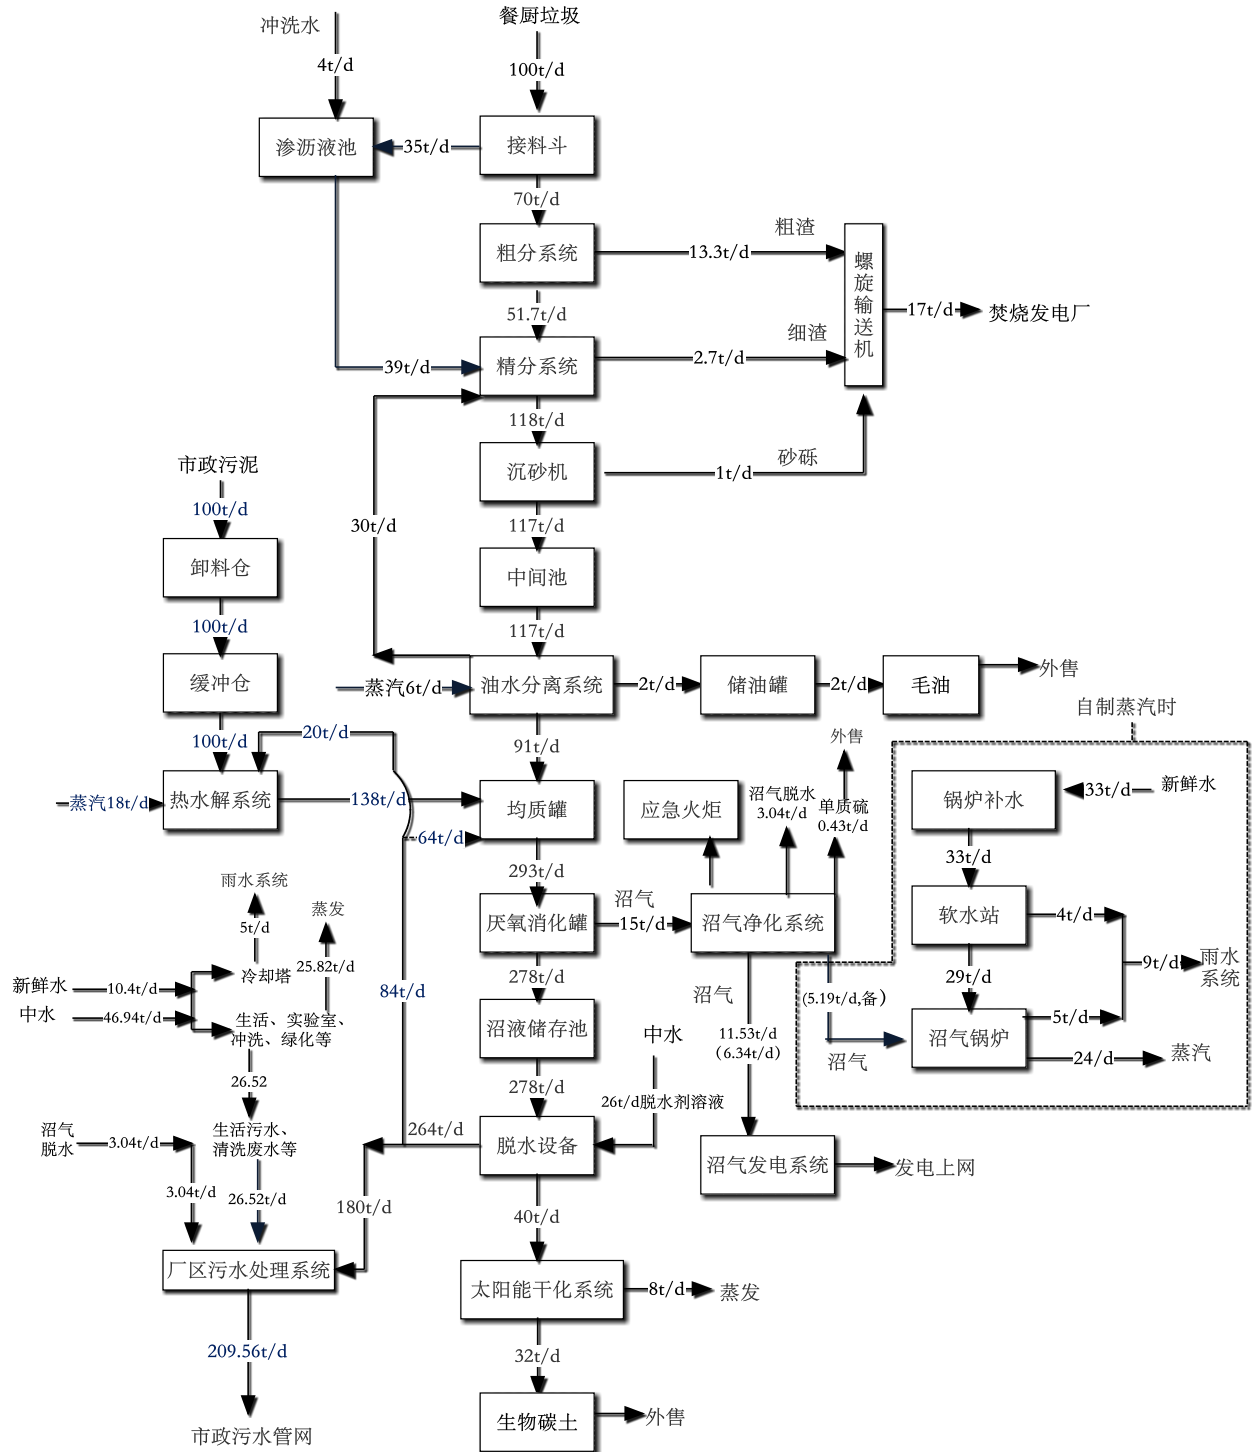 冲洗水
餐厨垃圾
4t/d
100t/d
渗沥液池
35t/d
接料斗
70t/d
粗渣
粗分系统
13.3t/d
螺旋输送机
17t/d
焚烧发电厂
51.7t/d
细渣
39t/d
精分系统
2.7t/d
118t/d
市政污泥
沉砂机
砂砾
1t/d
100t/d
30t/d
117t/d
卸料仓
中间池
100t/d
117t/d
缓冲仓
蒸汽6t/d
油水分离系统
2t/d
储油罐
2t/d
毛油
外售
自制蒸汽时
100t/d
20t/d
91t/d
外售
蒸汽18t/d
热水解系统
138t/d
均质罐
应急火炬
沼气脱水
3.04t/d
单质硫
0.43t/d
锅炉补水
33t/d
新鲜水
64t/d
33t/d
293t/d
雨水系统
蒸发
沼气
5t/d
厌氧消化罐
15t/d
沼气净化系统
软水站
4t/d
冷却塔
25.82t/d
278t/d
29t/d
9t/d
雨水
系统
新鲜水
10.4t/d
84t/d
沼气
(5.19t/d,备）
中水
46.94t/d
生活、实验室、
冲洗、绿化等
沼液储存池
中水
11.53t/d
（6.34t/d）
沼气
沼气锅炉
5t/d
24/d
蒸汽
26.52
278t/d
26t/d脱水剂溶液
沼气
脱水
3.04t/d
生活污水、
清洗废水等
264t/d
脱水设备
沼气发电系统
发电上网
3.04t/d
26.52t/d
180t/d
40t/d
厂区污水处理系统
太阳能干化系统
8t/d
蒸发
209.56t/d
32t/d
市政污水管网
生物碳土
外售